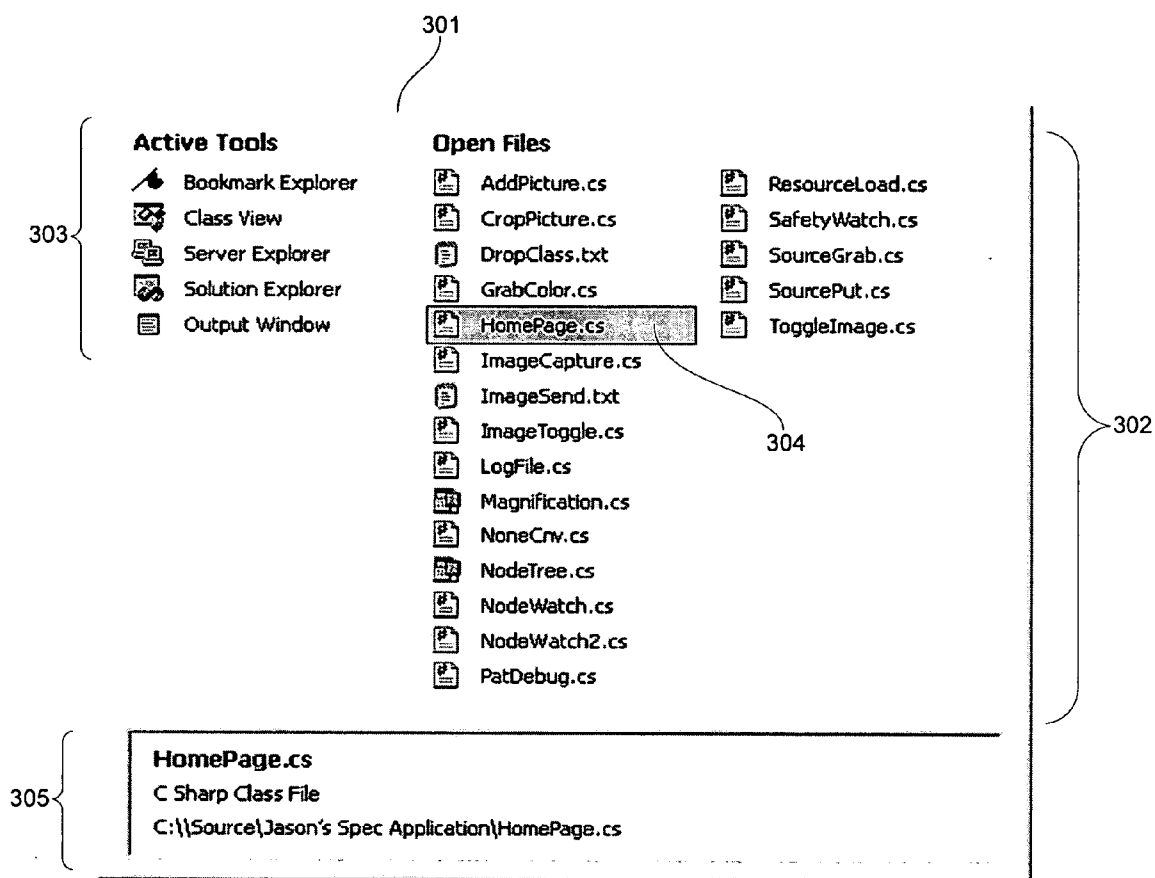 301
303
Active Tools
Bookmark Explorer
Class View
Server Explorer
Solution Explorer
Output Window
Open Files
AddPicture.cs
CropPicture.cs
DropClass.txt
GrabColor.cs
HomePage.cs
ImageCapture.cs
ImageSend.txt
ImageToggle.cs
LogFile.cs
Magnification.cs
NoneCnv.cs
NodeTree.cs
NodeWatch.cs
NodeWatch2.cs
PatDebug.cs
ResourceLoad.cs
SafetyWatch.cs
SourceGrab.cs
SourcePut.cs
ToggleImage.cs
304
302
305
HomePage.cs
C Sharp Class File
C:\\Source\Jason's Spec Application\HomePage.cs